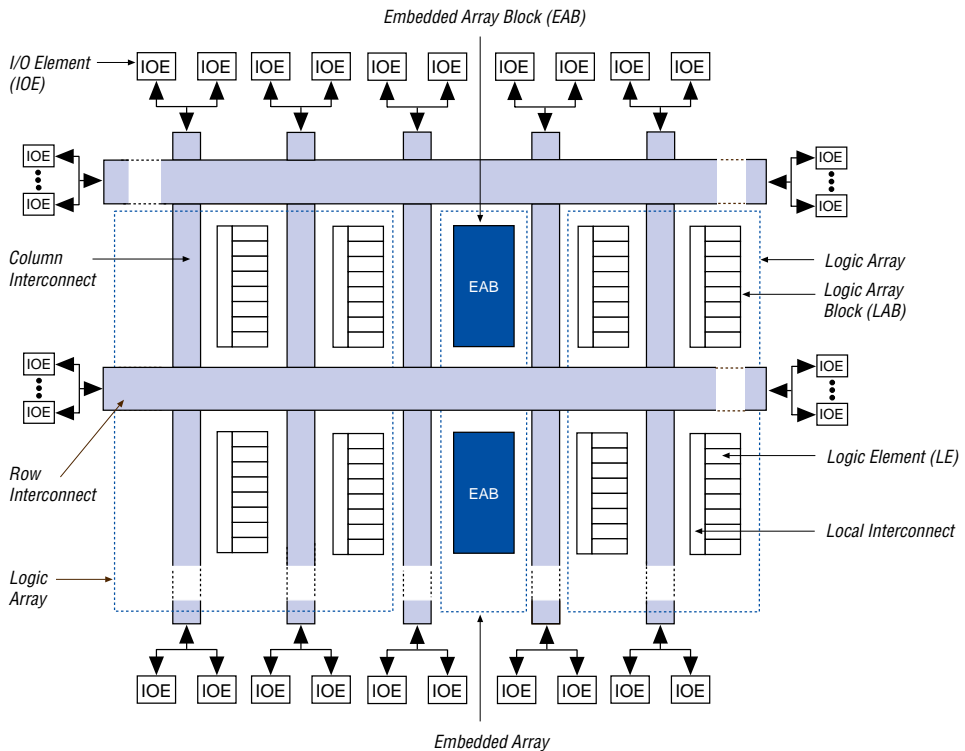 Embedded Array Block (EAB)
I/O Element
(IOE)
IOE IOE IOE IOE IOE IOE IOE IOE IOE IOE
IOE IOE
IOE IOE
Column
Interconnect
EAB
Logic Array
Logic Array
Block (LAB)
IOE IOE
IOE IOE
EAB
Logic Element (LE)
Row
Interconnect
Local Interconnect
Logic
Array
IOE IOE IOE IOE IOE IOE IOE IOE IOE IOE
Embedded Array